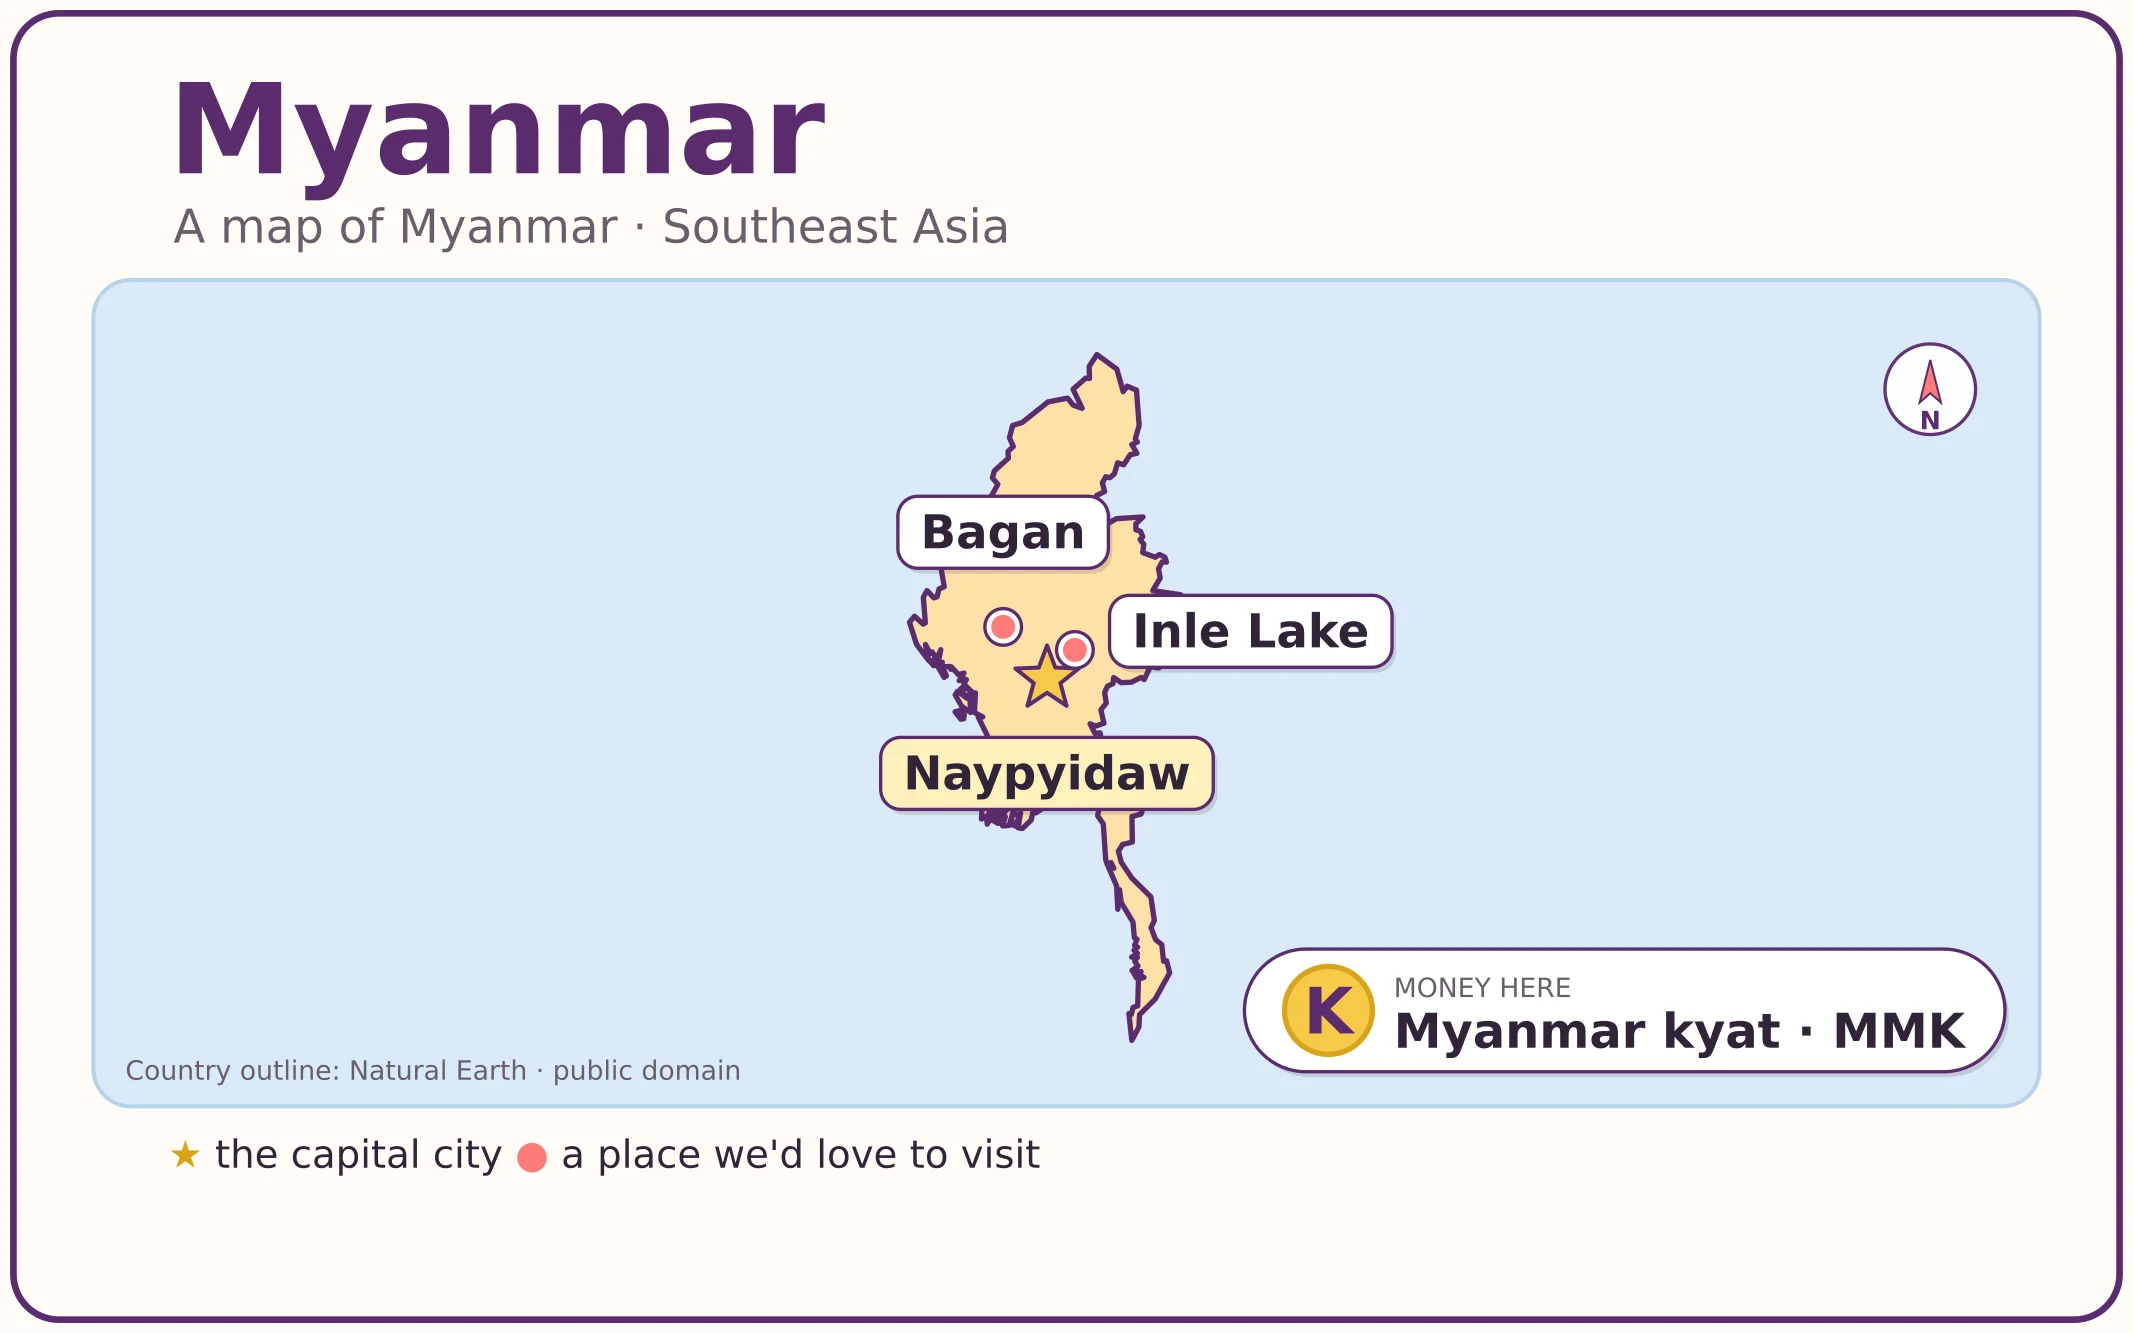 Myanmar
A map of Myanmar · Southeast Asia
N
Bagan
Inle Lake
Naypyidaw
K
MONEY HERE
Myanmar kyat · MMK
Country outline: Natural Earth · public domain
★ the capital city ● a place we'd love to visit